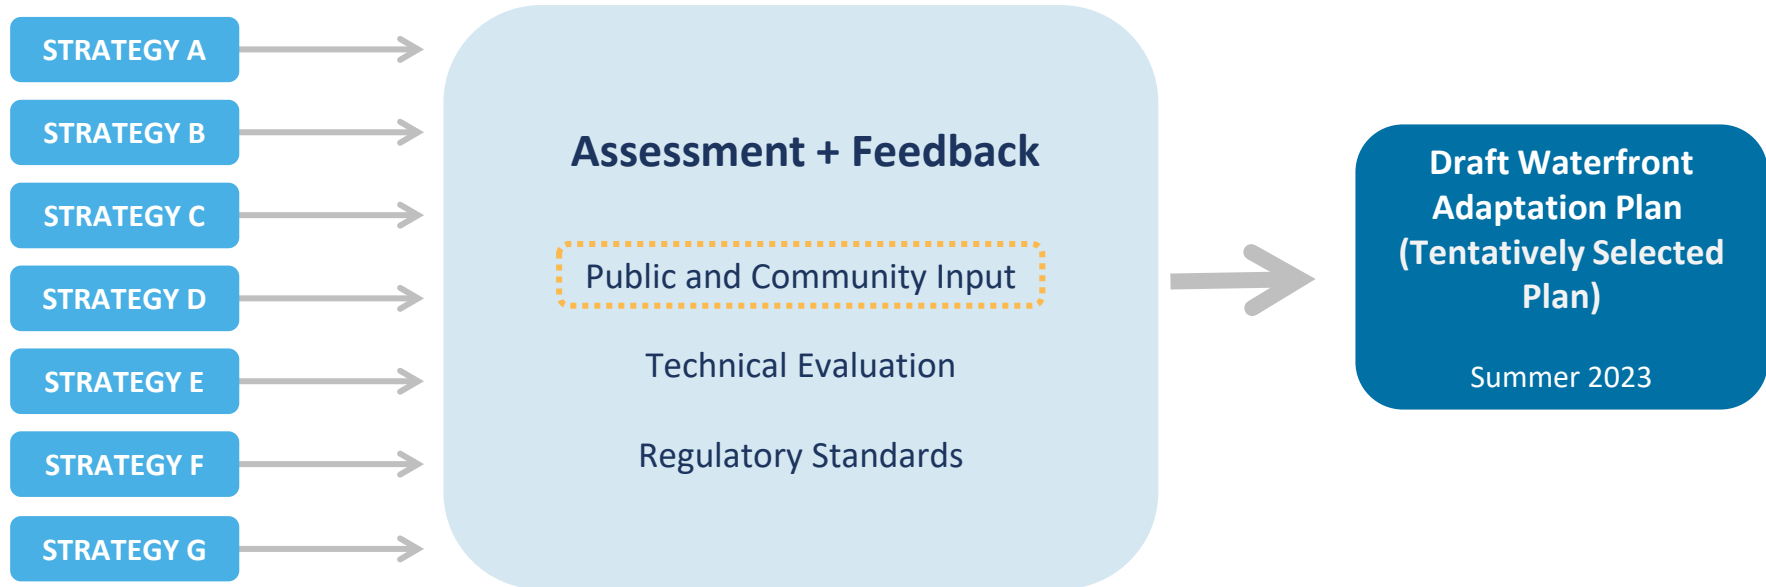 STRATEGY A
STRATEGY B
STRATEGY C
STRATEGY D
STRATEGY E
STRATEGY F
STRATEGY G
Assessment + Feedback
Public and Community Input
Technical Evaluation
Regulatory Standards
Draft Waterfront
Adaptation Plan
(Tentatively Selected
Plan)
Summer 2023